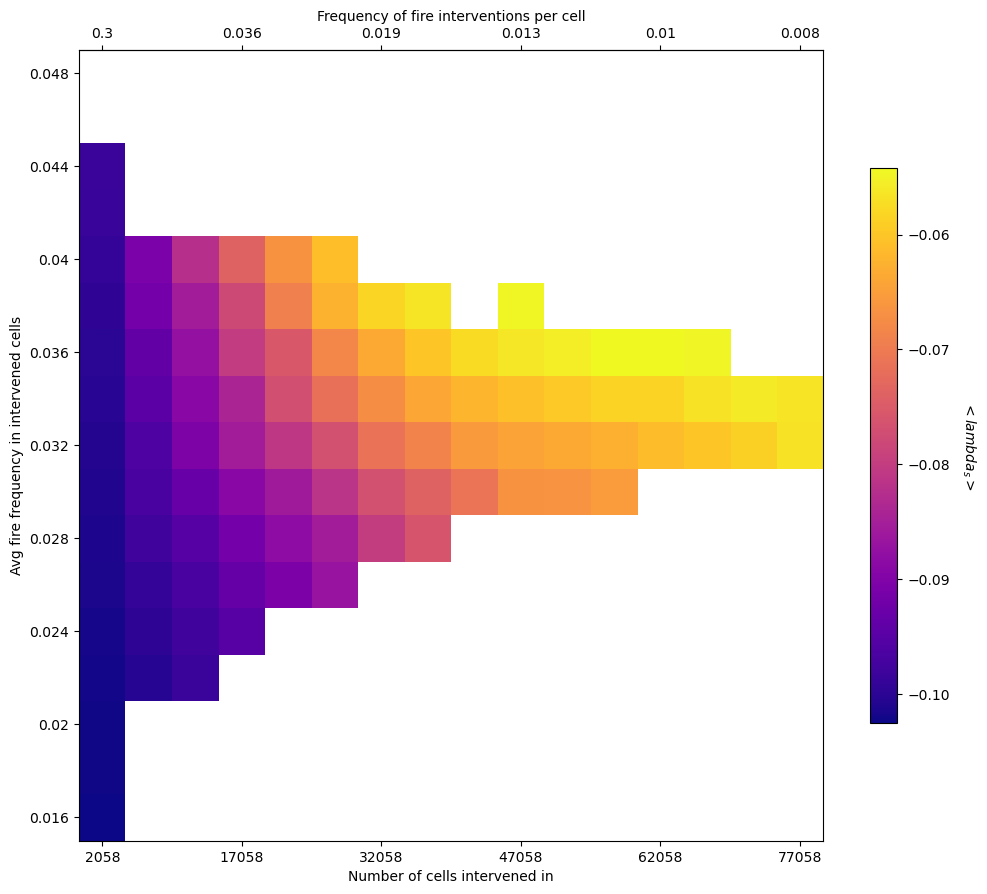 Frequency of fire interventions per cell
0.3 0.036 0.019 0.013 0.01 0.008
0.048
0.044
0.04
0.036
0.032
0.028
0.024
0.02
0.016
Avg fire frequency in intervened cells
2058 17058 32058 47058 62058 77058
Number of cells intervened in
−0.06
−0.07
−0.08
−0.09
−0.10
< lambda_s >